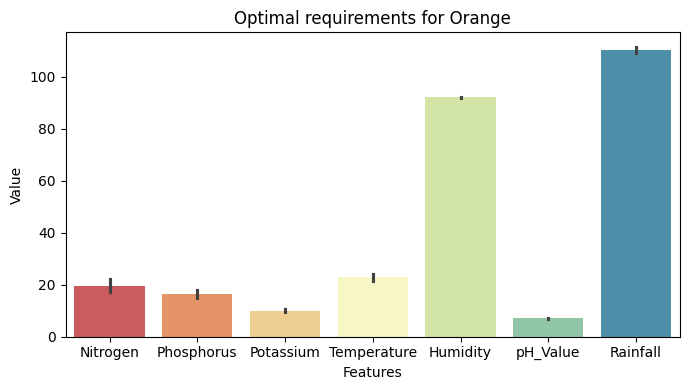 Optimal requirements for Orange
Value
100
80
60
40
20
0
Nitrogen Phosphorus Potassium Temperature Humidity pH_Value Rainfall
Features